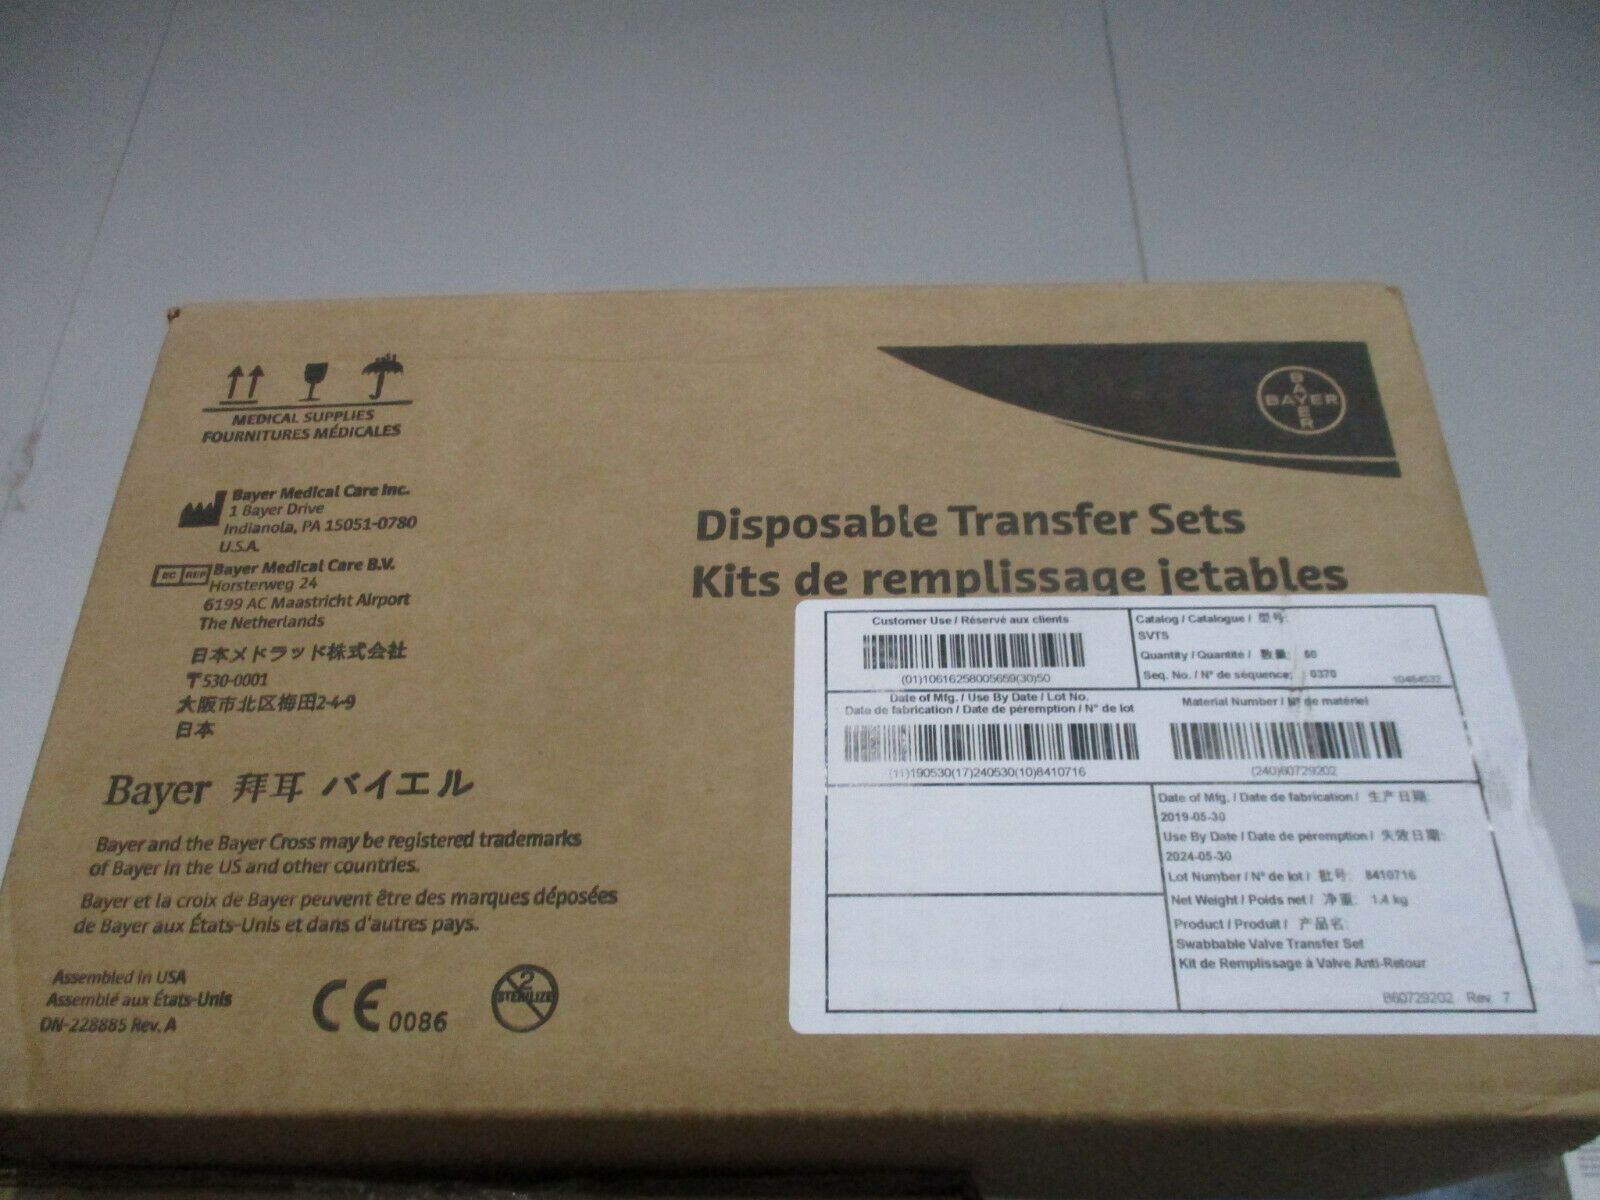 MEDICAL SUPPLIES
FOURNITURES MÉDICALES
Bayer Medical Care Inc.
1 Bayer Drive
Indianola, PA 15051-0780
U.S.A.
EC REP
Bayer Medical Care B.V.
Horsterweg 24
6199 AC Maastricht Airport
The Netherlands
日本メドラッド株式会社
〒530-0001
大阪市北区梅田2-4-9
日本
Bayer 拜耳 バイエル
Bayer and the Bayer Cross may be registered trademarks
of Bayer in the US and other countries.
Bayer et la croix de Bayer peuvent être des marques déposées
de Bayer aux États-Unis et dans d'autres pays.
Assembled in USA
Assemblé aux États-Unis
DN-228885 Rev. A
CE 0086
2
STERILIZE
BAYER
BAYER
Disposable Transfer Sets
Kits de remplissage jetables
Customer Use / Réservé aux clients
(01)10616258005659(30)50
Catalog / Catalogue / 型号:
SVTS
Quantity / Quantité / 数量: 50
Seq. No. / N° de séquence: 0370
10464532
Date of Mfg. / Use By Date / Lot No.
Date de fabrication / Date de péremption / N° de lot
(11)190530(17)240530(10)8410716
Material Number / N° de matériel
(240)60729202
Date of Mfg. / Date de fabrication / 生产日期:
2019-05-30
Use By Date / Date de péremption / 失效日期:
2024-05-30
Lot Number / N° de lot / 批号: 8410716
Net Weight / Poids net / 净重: 1.4 kg
Product / Produit / 产品名:
Swabbable Valve Transfer Set
Kit de Remplissage à Valve Anti-Retour
B60729202 Rev. 7